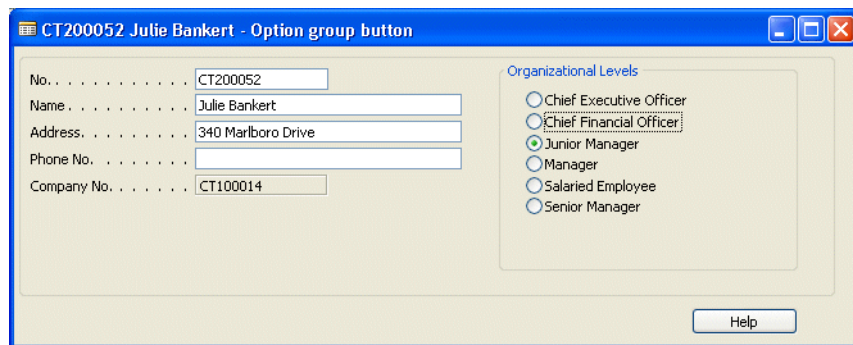 CT200052 Julie Bankert - Option group button
No. . . . . . . . . . . . CT200052
Name . . . . . . . . . . Julie Bankert
Address. . . . . . . . . 340 Marlboro Drive
Phone No. . . . . . . .
Company No. . . . . . . CT100014
Organizational Levels
Chief Executive Officer
Chief Financial Officer
Junior Manager
Manager
Salaried Employee
Senior Manager
Help